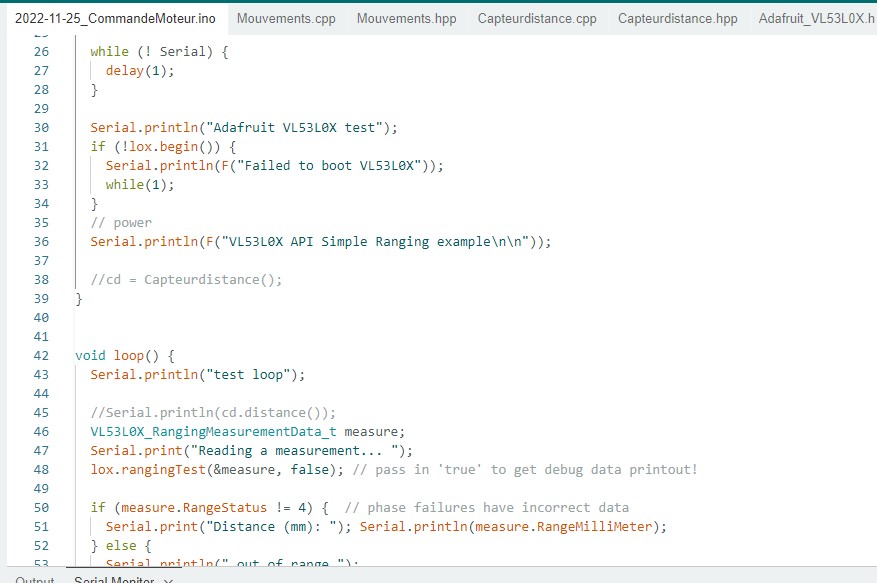 2022-11-25_CommandeMoteur.ino Mouvements.cpp Mouvements.hpp Capteurdistance.cpp Capteurdistance.hpp Adafruit_VL53L0X.h
25
26 while (! Serial) {
27 delay(1);
28 }
29
30 Serial.println("Adafruit VL53L0X test");
31 if (!lox.begin()) {
32 Serial.println(F("Failed to boot VL53L0X"));
33 while(1);
34 }
35 // power
36 Serial.println(F("VL53L0X API Simple Ranging example\n\n"));
37
38 //cd = Capteurdistance();
39 }
40
41
42 void loop() {
43 Serial.println("test loop");
44
45 //Serial.println(cd.distance());
46 VL53L0X_RangingMeasurementData_t measure;
47 Serial.print("Reading a measurement... ");
48 lox.rangingTest(&measure, false); // pass in 'true' to get debug data printout!
49
50 if (measure.RangeStatus != 4) { // phase failures have incorrect data
51 Serial.print("Distance (mm): "); Serial.println(measure.RangeMilliMeter);
52 } else {
53 Serial.println(" out of range ");
Output Serial Monitor